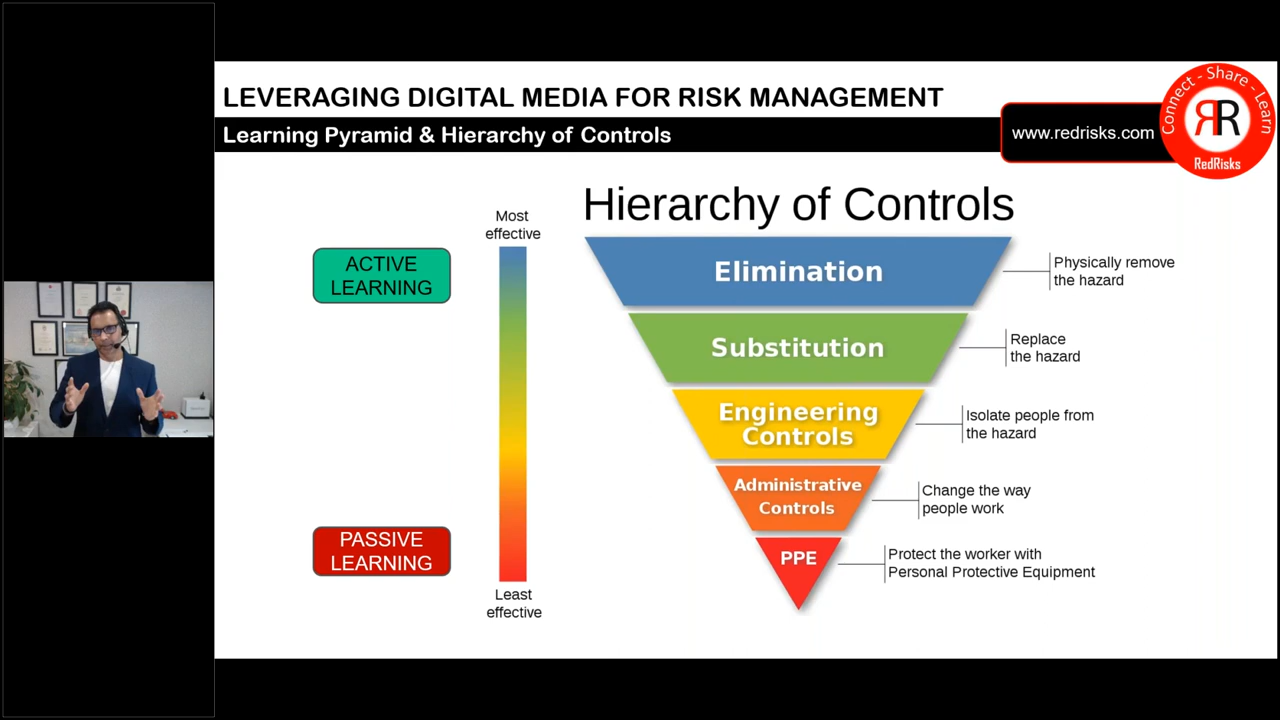 LEVERAGING DIGITAL MEDIA FOR RISK MANAGEMENT
Learning Pyramid & Hierarchy of Controls
www.redrisks.com
Connect - Share - Learn
RR
RedRisks
Hierarchy of Controls
Most
effective
ACTIVE
LEARNING
Elimination
Physically remove
the hazard
Substitution
Replace
the hazard
Engineering
Controls
Isolate people from
the hazard
Administrative
Controls
Change the way
people work
PASSIVE
LEARNING
PPE
Protect the worker with
Personal Protective Equipment
Least
effective